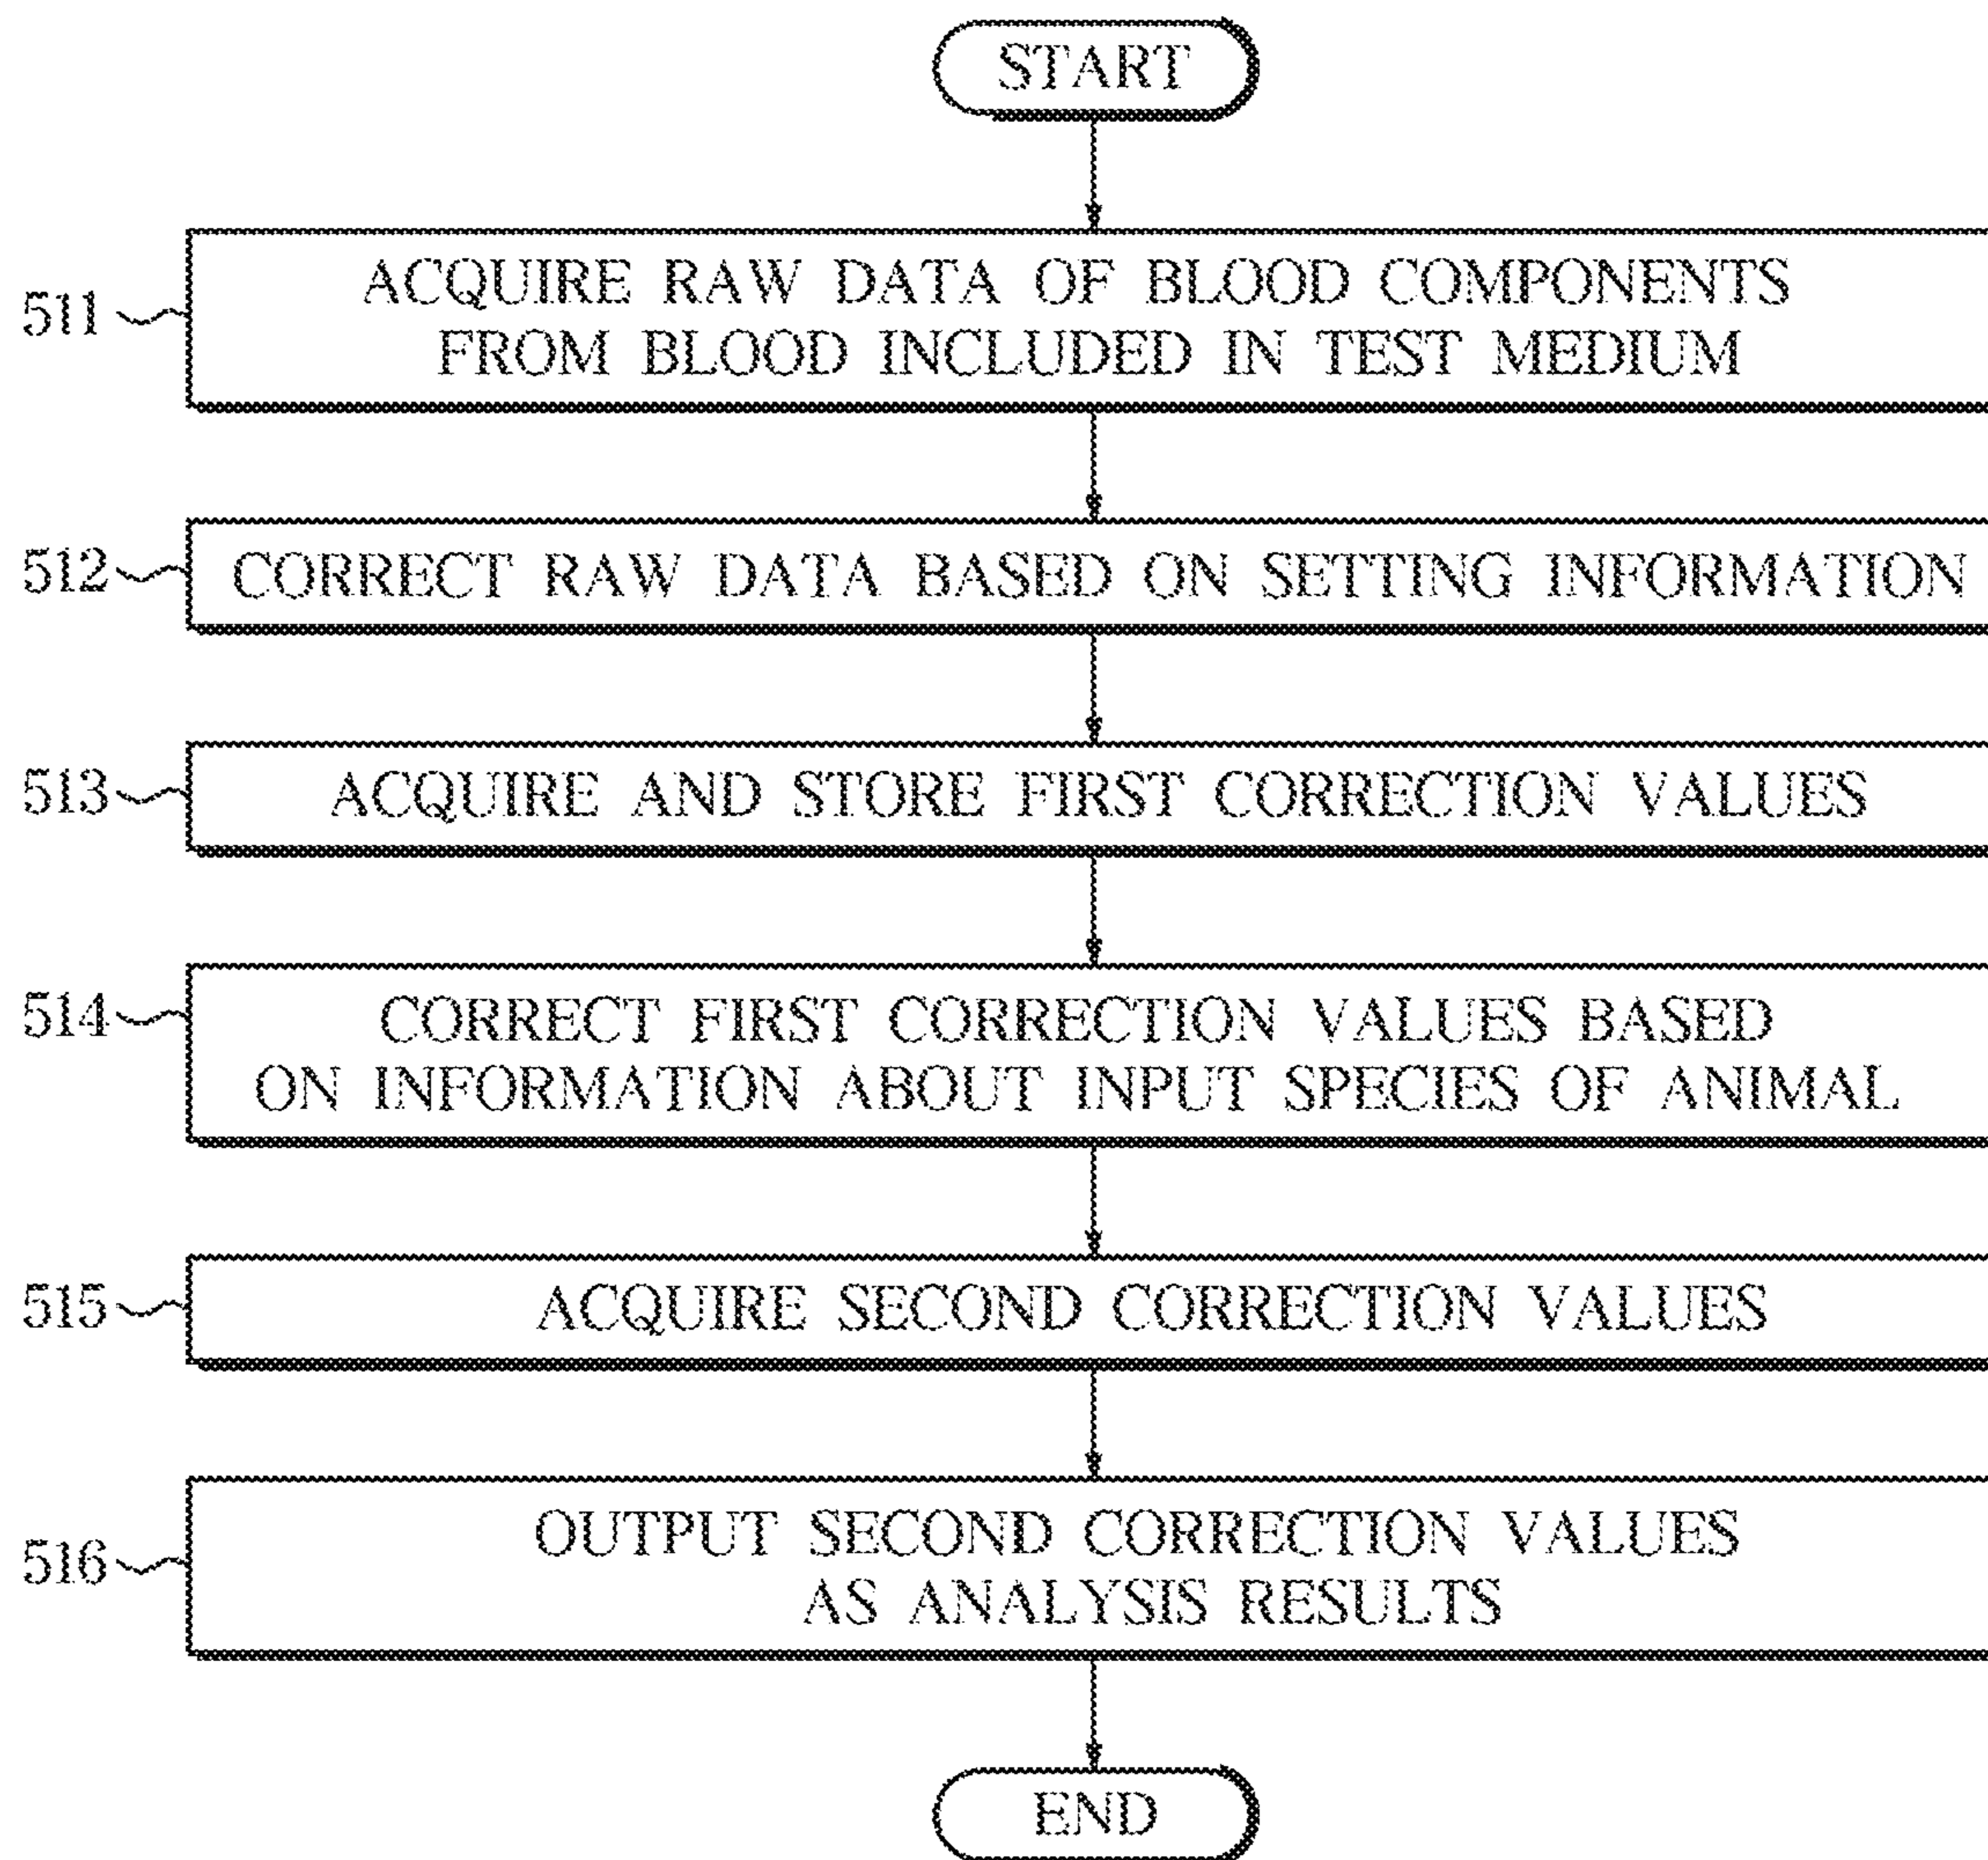 START
511
ACQUIRE RAW DATA OF BLOOD COMPONENTS
FROM BLOOD INCLUDED IN TEST MEDIUM
512
CORRECT RAW DATA BASED ON SETTING INFORMATION
513
ACQUIRE AND STORE FIRST CORRECTION VALUES
514
CORRECT FIRST CORRECTION VALUES BASED
ON INFORMATION ABOUT INPUT SPECIES OF ANIMAL
515
ACQUIRE SECOND CORRECTION VALUES
516
OUTPUT SECOND CORRECTION VALUES
AS ANALYSIS RESULTS
END